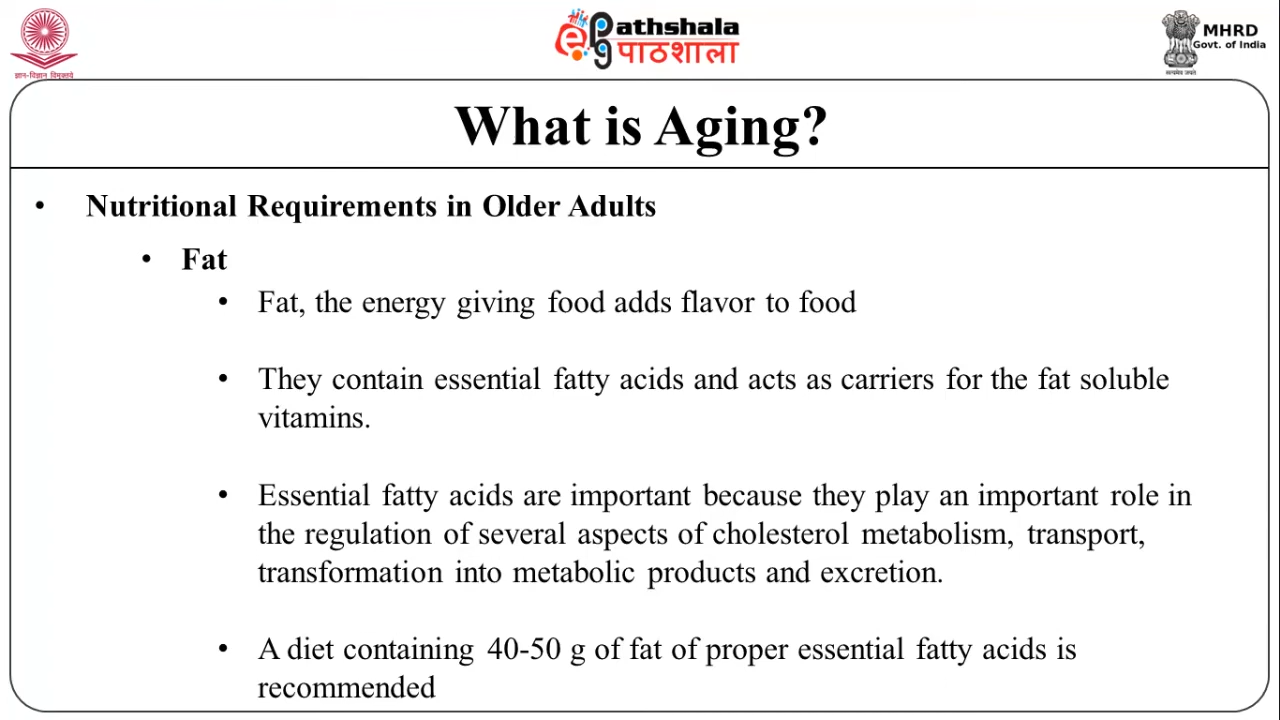 ज्ञान-विज्ञान विमुक्तये
ePathshala
पाठशाला
MHRD
Govt. of India
सत्यमेव जयते
What is Aging?
• Nutritional Requirements in Older Adults
• Fat
• Fat, the energy giving food adds flavor to food
• They contain essential fatty acids and acts as carriers for the fat soluble
vitamins.
• Essential fatty acids are important because they play an important role in
the regulation of several aspects of cholesterol metabolism, transport,
transformation into metabolic products and excretion.
• A diet containing 40-50 g of fat of proper essential fatty acids is
recommended